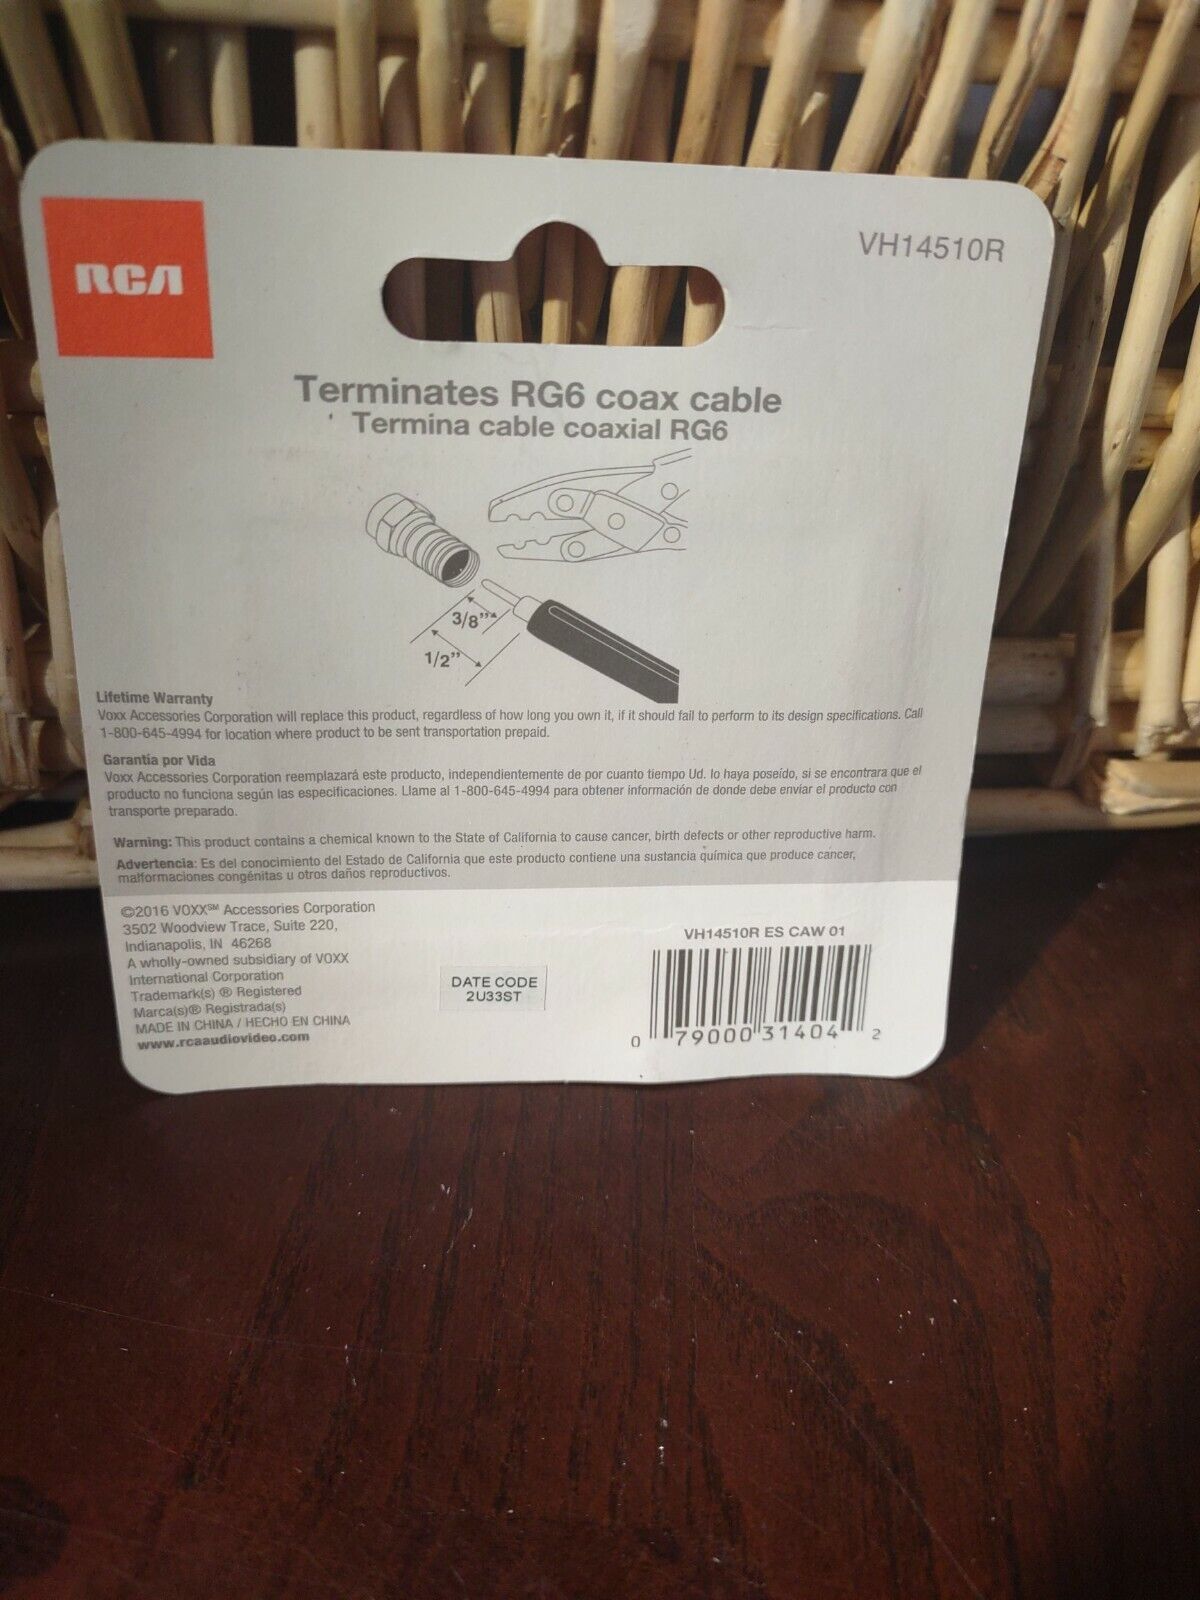 RCA
VH14510R
Terminates RG6 coax cable
Termina cable coaxial RG6
3/8”
1/2”
Lifetime Warranty
Voxx Accessories Corporation will replace this product, regardless of how long you own it, if it should fail to perform to its design specifications. Call
1-800-645-4994 for location where product to be sent transportation prepaid.
Garantía por Vida
Voxx Accessories Corporation reemplazará este producto, independientemente de por cuanto tiempo Ud. lo haya poseído, si se encontrara que el
producto no funciona según las especificaciones. Llame al 1-800-645-4994 para obtener información de donde debe envíar el producto con
transporte preparado.
Warning: This product contains a chemical known to the State of California to cause cancer, birth defects or other reproductive harm.
Advertencia: Es del conocimiento del Estado de California que este producto contiene una sustancia química que produce cancer,
malformaciones congénitas u otros daños reproductivos.
©2016 VOXX℠ Accessories Corporation
3502 Woodview Trace, Suite 220,
Indianapolis, IN 46268
A wholly-owned subsidiary of VOXX
International Corporation
Trademark(s) ® Registered
Marca(s)® Registrada(s)
MADE IN CHINA / HECHO EN CHINA
www.rcaaudiovideo.com
DATE CODE
2U33ST
VH14510R ES CAW 01
0 79000 31404 2